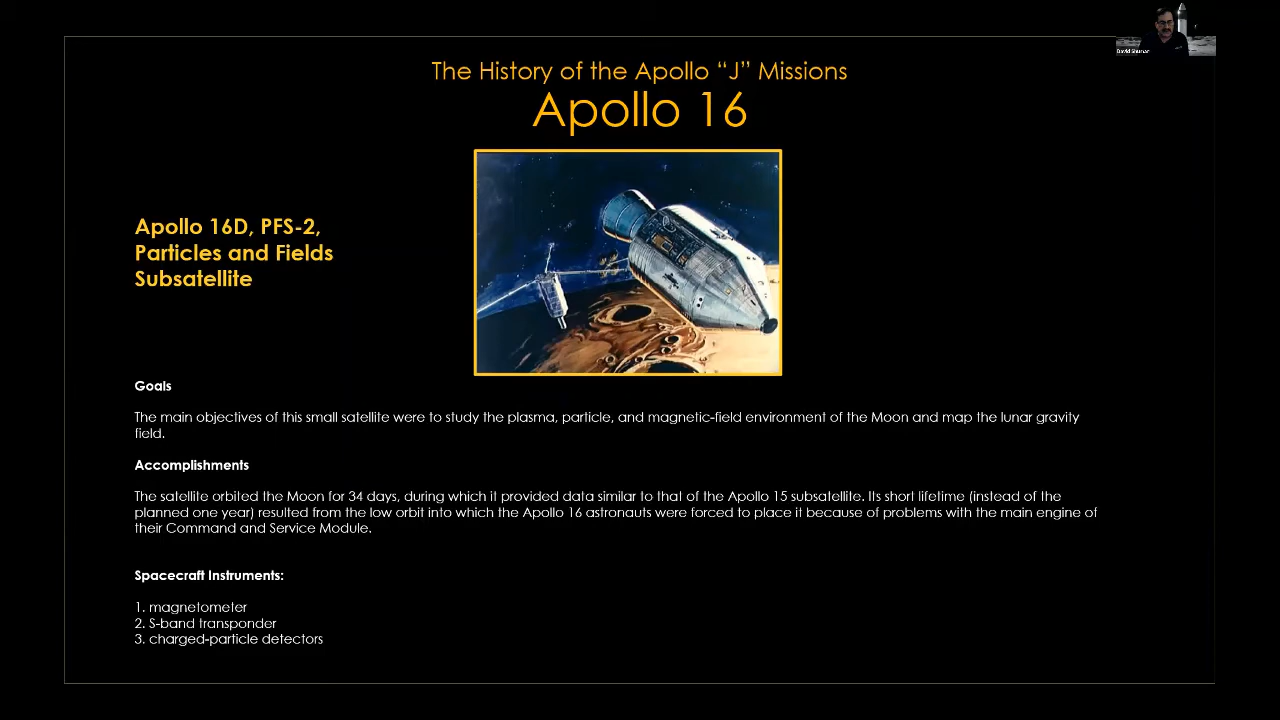 The History of the Apollo “J” Missions
Apollo 16
Apollo 16D, PFS-2,
Particles and Fields
Subsatellite
Goals
The main objectives of this small satellite were to study the plasma, particle, and magnetic-field environment of the Moon and map the lunar gravity
field.
Accomplishments
The satellite orbited the Moon for 34 days, during which it provided data similar to that of the Apollo 15 subsatellite. Its short lifetime (instead of the
planned one year) resulted from the low orbit into which the Apollo 16 astronauts were forced to place it because of problems with the main engine of
their Command and Service Module.
Spacecraft Instruments:
1. magnetometer
2. S-band transponder
3. charged-particle detectors